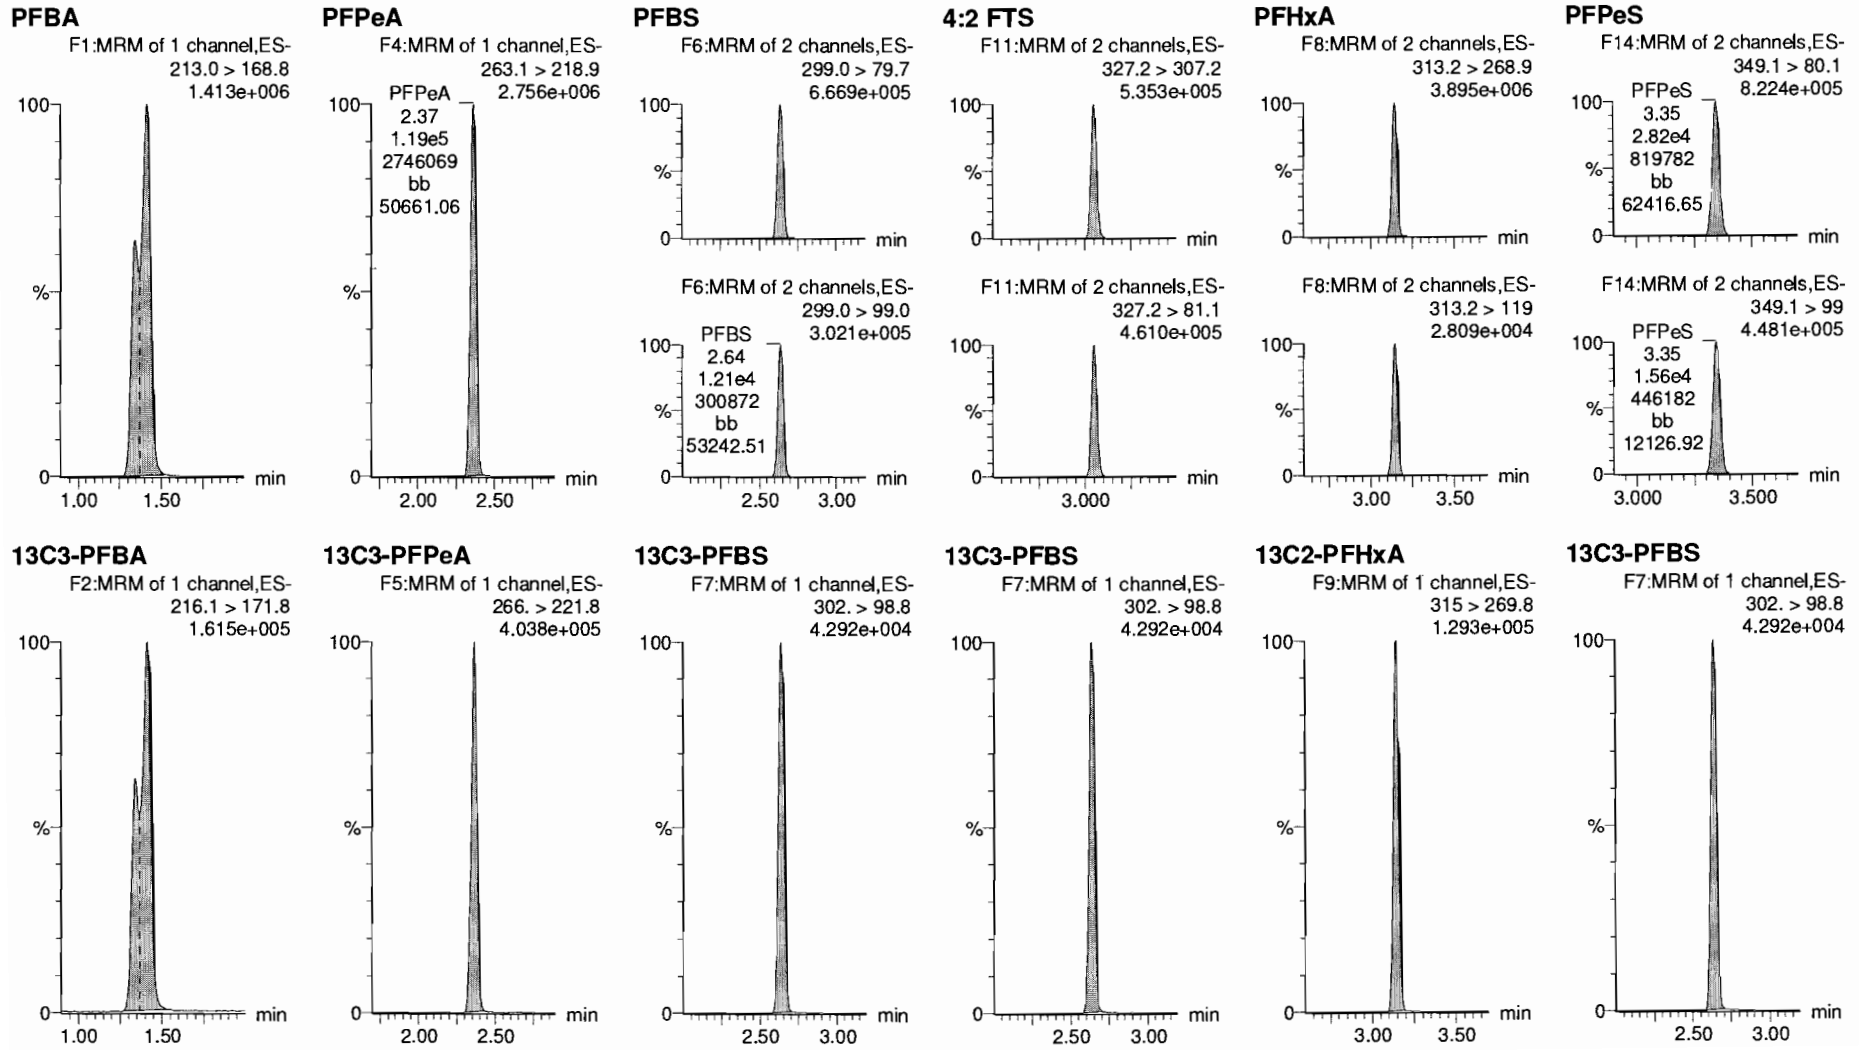 PFBA
F1:MRM of 1 channel,ES-
213.0 > 168.8
1.413e+006
100
%
0
min
1.00 1.50
PFPeA
F4:MRM of 1 channel,ES-
263.1 > 218.9
2.756e+006
100
PFPeA
2.37
1.19e5
2746069
bb
50661.06
%
0
min
2.00 2.50
PFBS
F6:MRM of 2 channels,ES-
299.0 > 79.7
6.669e+005
100
%
0
min
F6:MRM of 2 channels,ES-
299.0 > 99.0
3.021e+005
100
PFBS
2.64
1.21e4
300872
bb
53242.51
%
0
min
2.50 3.00
4:2 FTS
F11:MRM of 2 channels,ES-
327.2 > 307.2
5.353e+005
100
%
0
min
F11:MRM of 2 channels,ES-
327.2 > 81.1
4.610e+005
100
%
0
min
3.000
PFHxA
F8:MRM of 2 channels,ES-
313.2 > 268.9
3.895e+006
100
%
0
min
F8:MRM of 2 channels,ES-
313.2 > 119
2.809e+004
100
%
0
min
3.00 3.50
PFPeS
F14:MRM of 2 channels,ES-
349.1 > 80.1
8.224e+005
100
PFPeS
3.35
2.82e4
819782
bb
62416.65
%
0
min
F14:MRM of 2 channels,ES-
349.1 > 99
4.481e+005
100
PFPeS
3.35
1.56e4
446182
bb
12126.92
%
0
min
3.000 3.500
13C3-PFBA
F2:MRM of 1 channel,ES-
216.1 > 171.8
1.615e+005
100
%
0
min
1.00 1.50
13C3-PFPeA
F5:MRM of 1 channel,ES-
266. > 221.8
4.038e+005
100
%
0
min
2.00 2.50
13C3-PFBS
F7:MRM of 1 channel,ES-
302. > 98.8
4.292e+004
100
%
0
min
2.50 3.00
13C3-PFBS
F7:MRM of 1 channel,ES-
302. > 98.8
4.292e+004
100
%
0
min
2.50 3.00
13C2-PFHxA
F9:MRM of 1 channel,ES-
315 > 269.8
1.293e+005
100
%
0
min
3.00 3.50
13C3-PFBS
F7:MRM of 1 channel,ES-
302. > 98.8
4.292e+004
100
%
0
min
2.50 3.00